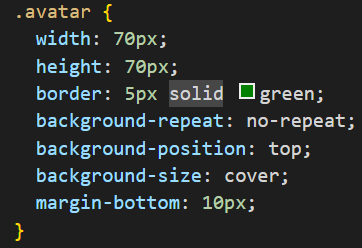 .avatar {
width: 70px;
height: 70px;
border: 5px solid green;
background-repeat: no-repeat;
background-position: top;
background-size: cover;
margin-bottom: 10px;
}